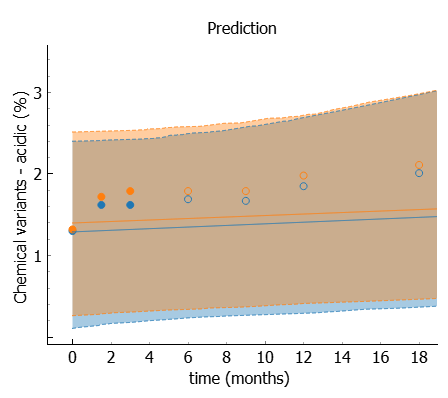 Prediction
Chemical variants - acidic (%)
3
2
1
0 2 4 6 8 10 12 14 16 18
time (months)